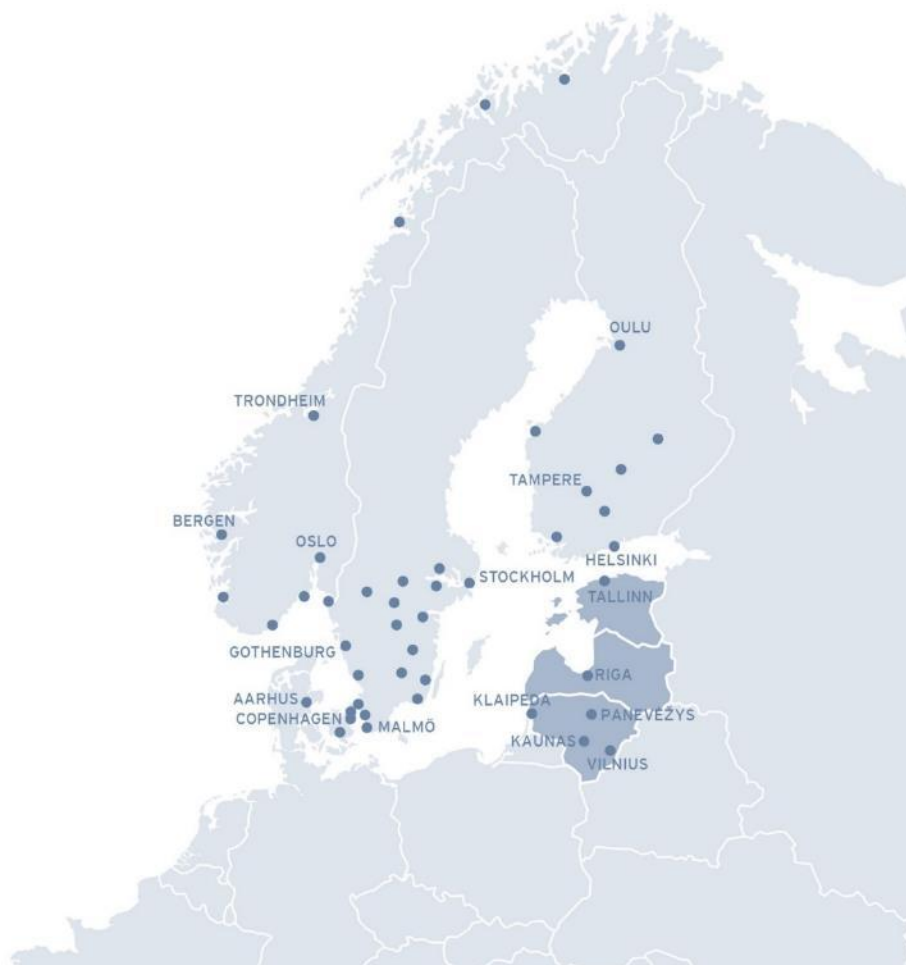 OULU
TRONDHEIM
TAMPERE
BERGEN
OSLO
HELSINKI
STOCKHOLM
TALLINN
GOTHENBURG
RIGA
AARHUS
KLAIPEDA
COPENHAGEN
PANEVĖŽYS
MALMÖ
KAUNAS
VILNIUS